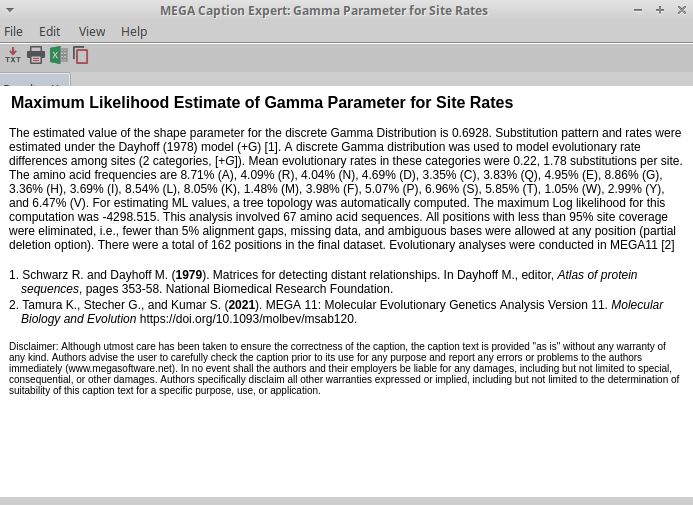 MEGA Caption Expert: Gamma Parameter for Site Rates
File Edit View Help
TXT
Maximum Likelihood Estimate of Gamma Parameter for Site Rates
The estimated value of the shape parameter for the discrete Gamma Distribution is 0.6928. Substitution pattern and rates were
estimated under the Dayhoff (1978) model (+G) [1]. A discrete Gamma distribution was used to model evolutionary rate
differences among sites (2 categories, [+G]). Mean evolutionary rates in these categories were 0.22, 1.78 substitutions per site.
The amino acid frequencies are 8.71% (A), 4.09% (R), 4.04% (N), 4.69% (D), 3.35% (C), 3.83% (Q), 4.95% (E), 8.86% (G),
3.36% (H), 3.69% (I), 8.54% (L), 8.05% (K), 1.48% (M), 3.98% (F), 5.07% (P), 6.96% (S), 5.85% (T), 1.05% (W), 2.99% (Y),
and 6.47% (V). For estimating ML values, a tree topology was automatically computed. The maximum Log likelihood for this
computation was -4298.515. This analysis involved 67 amino acid sequences. All positions with less than 95% site coverage
were eliminated, i.e., fewer than 5% alignment gaps, missing data, and ambiguous bases were allowed at any position (partial
deletion option). There were a total of 162 positions in the final dataset. Evolutionary analyses were conducted in MEGA11 [2]
1. Schwarz R. and Dayhoff M. (1979). Matrices for detecting distant relationships. In Dayhoff M., editor, Atlas of protein
sequences, pages 353-58. National Biomedical Research Foundation.
2. Tamura K., Stecher G., and Kumar S. (2021). MEGA 11: Molecular Evolutionary Genetics Analysis Version 11. Molecular
Biology and Evolution https://doi.org/10.1093/molbev/msab120.
Disclaimer: Although utmost care has been taken to ensure the correctness of the caption, the caption text is provided "as is" without any warranty of
any kind. Authors advise the user to carefully check the caption prior to its use for any purpose and report any errors or problems to the authors
immediately (www.megasoftware.net). In no event shall the authors and their employers be liable for any damages, including but not limited to special,
consequential, or other damages. Authors specifically disclaim all other warranties expressed or implied, including but not limited to the determination of
suitability of this caption text for a specific purpose, use, or application.